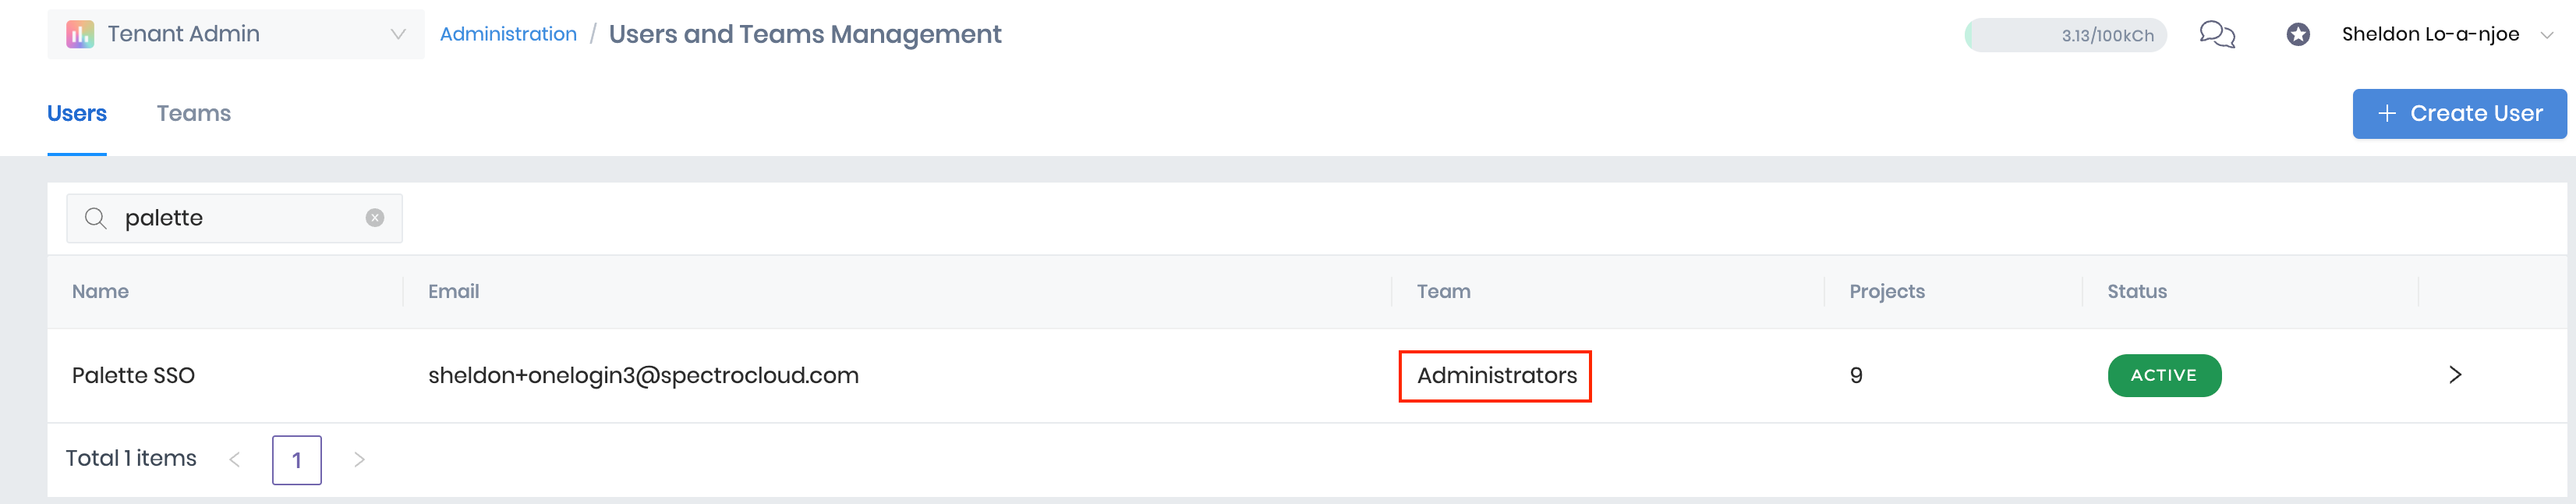 Tenant Admin
Administration / Users and Teams Management
3.13/100kCh
Sheldon Lo-a-njoe
Users
Teams
+ Create User
palette
Name
Email
Team
Projects
Status
Palette SSO
sheldon+onelogin3@spectrocloud.com
Administrators
9
ACTIVE
Total 1 items
1